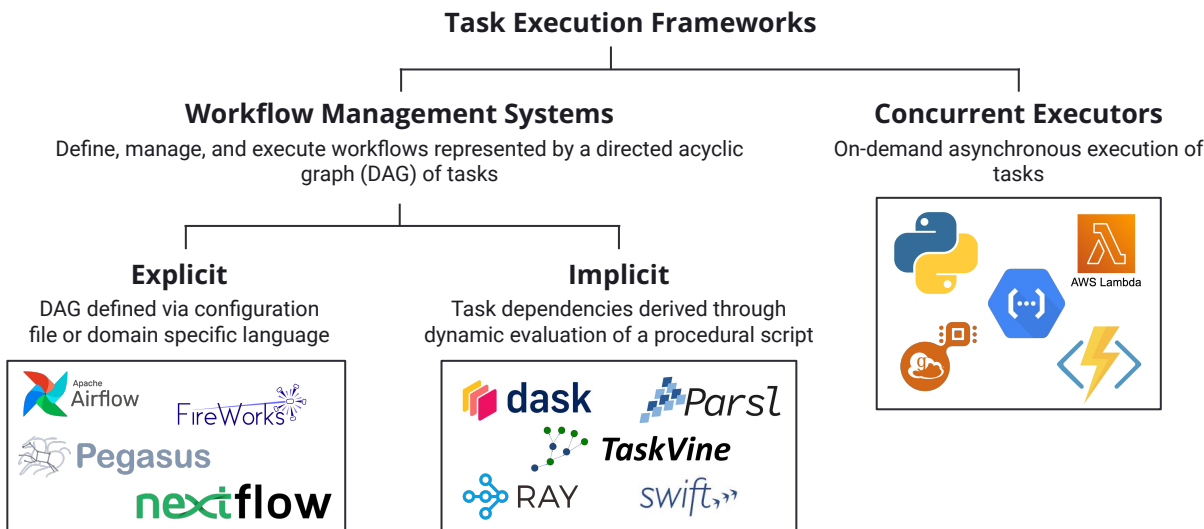 Task Execution Frameworks
Workflow Management Systems
Define, manage, and execute workflows represented by a directed acyclic
graph (DAG) of tasks
Concurrent Executors
On-demand asynchronous execution of
tasks
Explicit
DAG defined via configuration
file or domain specific language
Implicit
Task dependencies derived through
dynamic evaluation of a procedural script
Apache
Airflow
FireWorks
Pegasus
nextflow
dask
Parsl
TaskVine
RAY
swift
AWS Lambda
g